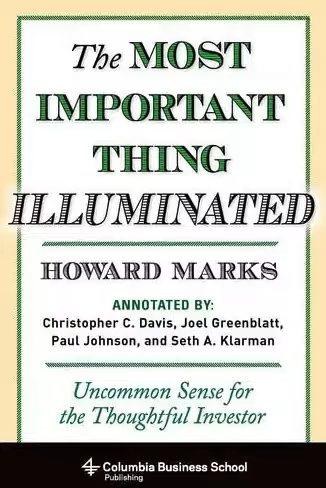 The MOST
IMPORTANT
THING
ILLUMINATED
HOWARD MARKS
ANNOTATED BY:
Christopher C. Davis, Joel Greenblatt,
Paul Johnson, and Seth A. Klarman
Uncommon Sense for
the Thoughtful Investor
Columbia Business School
Publishing